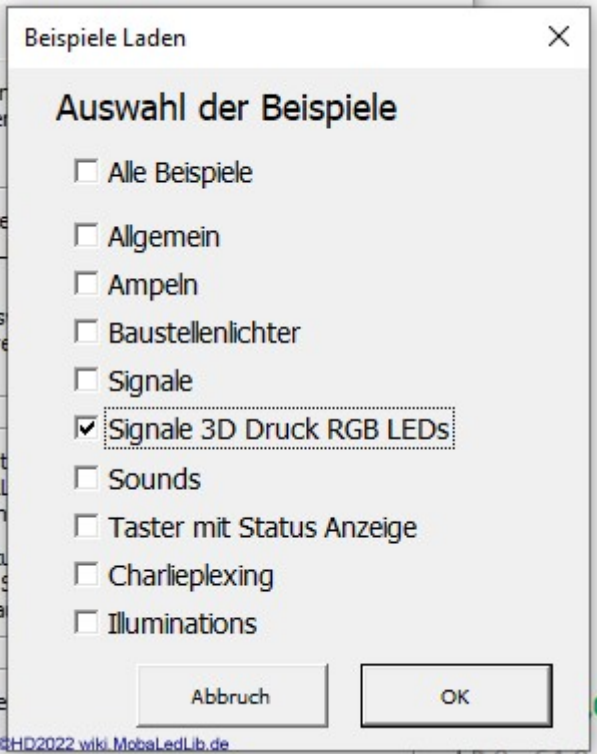 Beispiele Laden
Auswahl der Beispiele
Alle Beispiele
Allgemein
Ampeln
Baustellenlichter
Signale
Signale 3D Druck RGB LEDs
Sounds
Taster mit Status Anzeige
Charlieplexing
Illuminations
Abbruch
OK
©HD2022 wiki.MobaLedLib.de